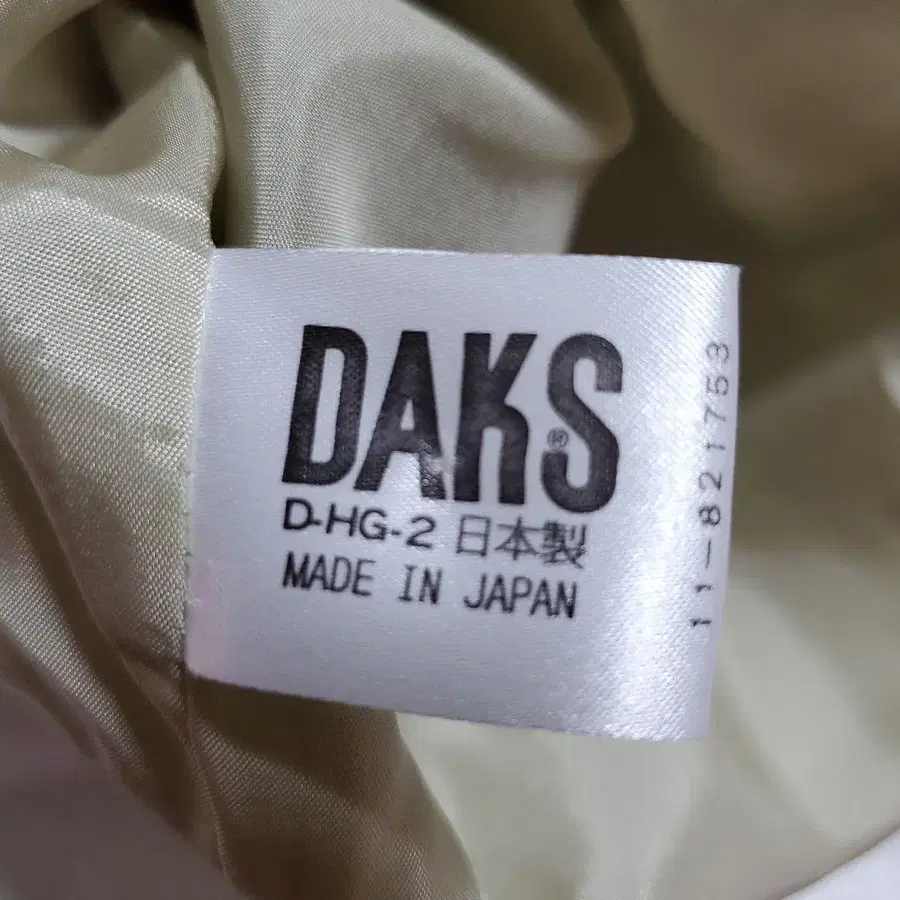 DAKS®
D-HG-2 日本製
MADE IN JAPAN
11-821753